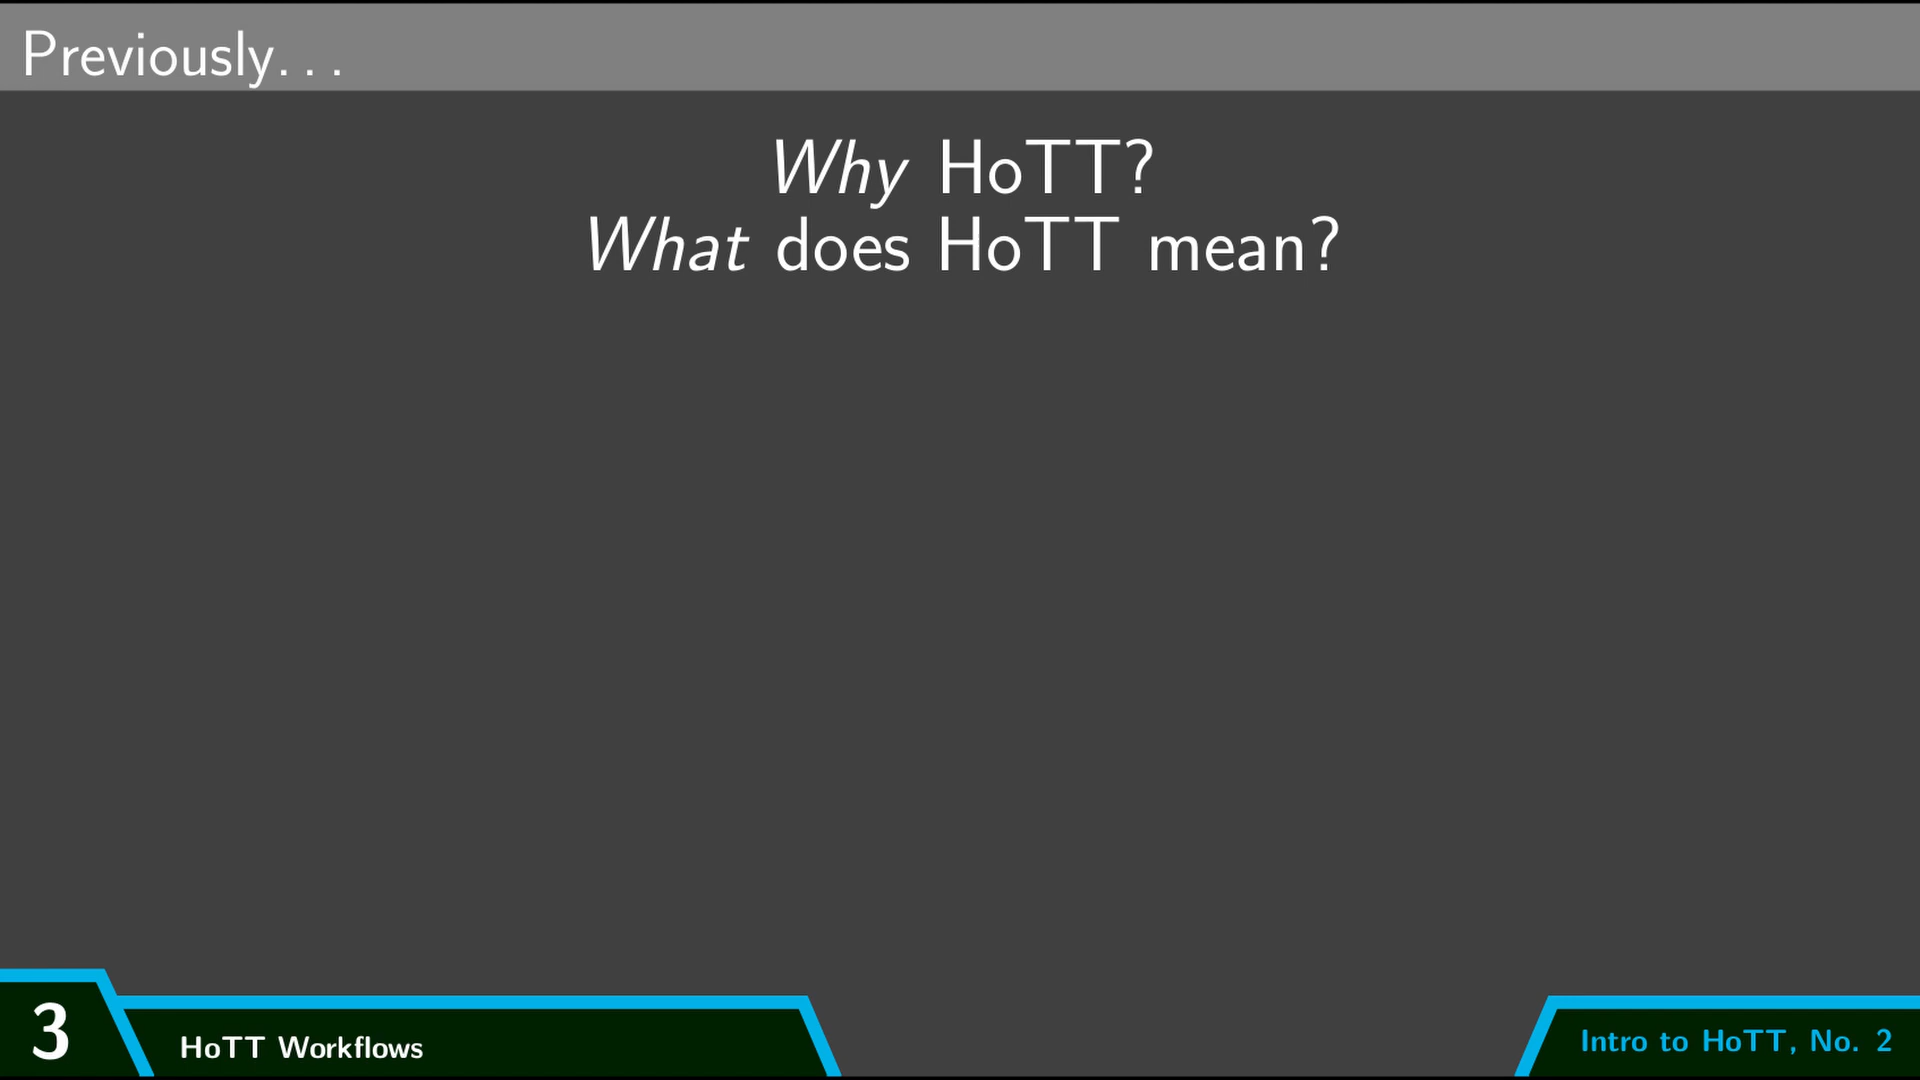 Previously. . .
Why HoTT?
What does HoTT mean?
3
HoTT Workflows
Intro to HoTT, No. 2